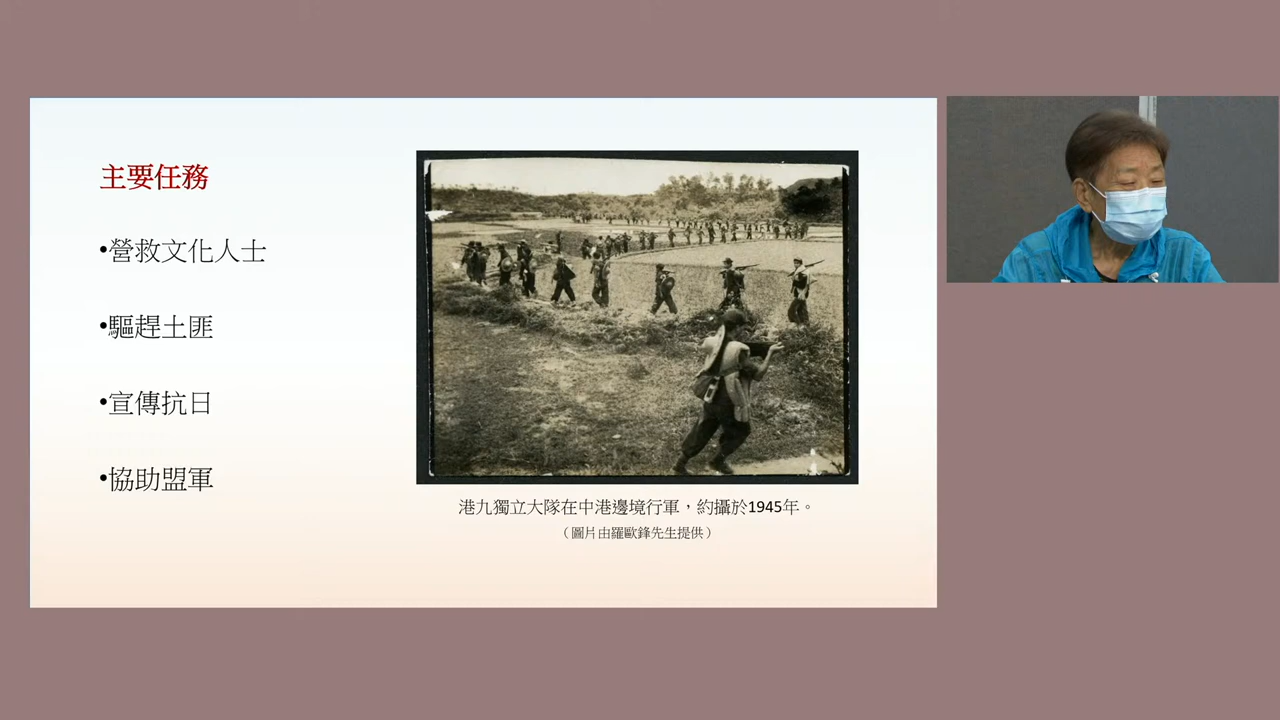 主要任務
•營救文化人士
•驅趕土匪
•宣傳抗日
•協助盟軍
港九獨立大隊在中港邊境行軍，約攝於1945年。
（圖片由羅歐鋒先生提供）